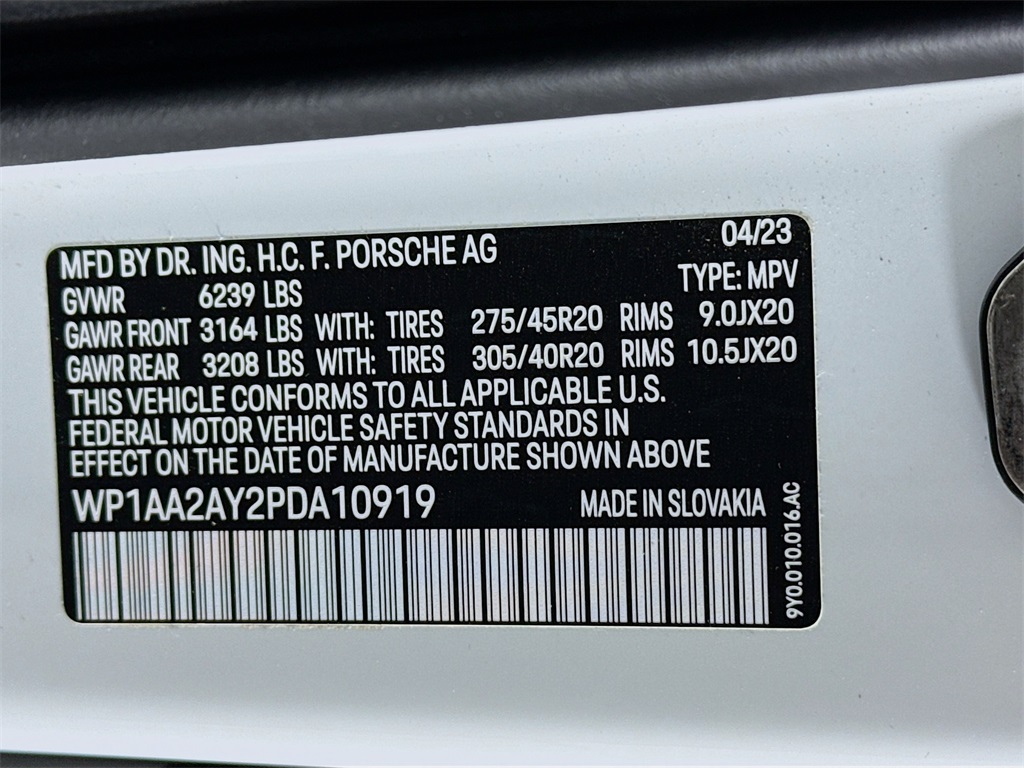 MFD BY DR. ING. H.C. F. PORSCHE AG 04/23
GVWR 6239 LBS TYPE: MPV
GAWR FRONT 3164 LBS WITH: TIRES 275/45R20 RIMS 9.0JX20
GAWR REAR 3208 LBS WITH: TIRES 305/40R20 RIMS 10.5JX20
THIS VEHICLE CONFORMS TO ALL APPLICABLE U.S.
FEDERAL MOTOR VEHICLE SAFETY STANDARDS IN
EFFECT ON THE DATE OF MANUFACTURE SHOWN ABOVE
WP1AA2AY2PDA10919 MADE IN SLOVAKIA
9Y0.010.016.AC